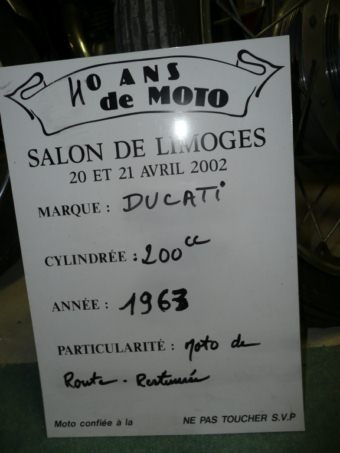 40 ANS
de MOTO
SALON DE LIMOGES
20 ET 21 AVRIL 2002
MARQUE : DUCATi
CYLINDRÉE : 200cc
ANNÉE : 1963
PARTICULARITÉ : Moto de
Route - Restaurée
Moto confiée à la NE PAS TOUCHER S.V.P